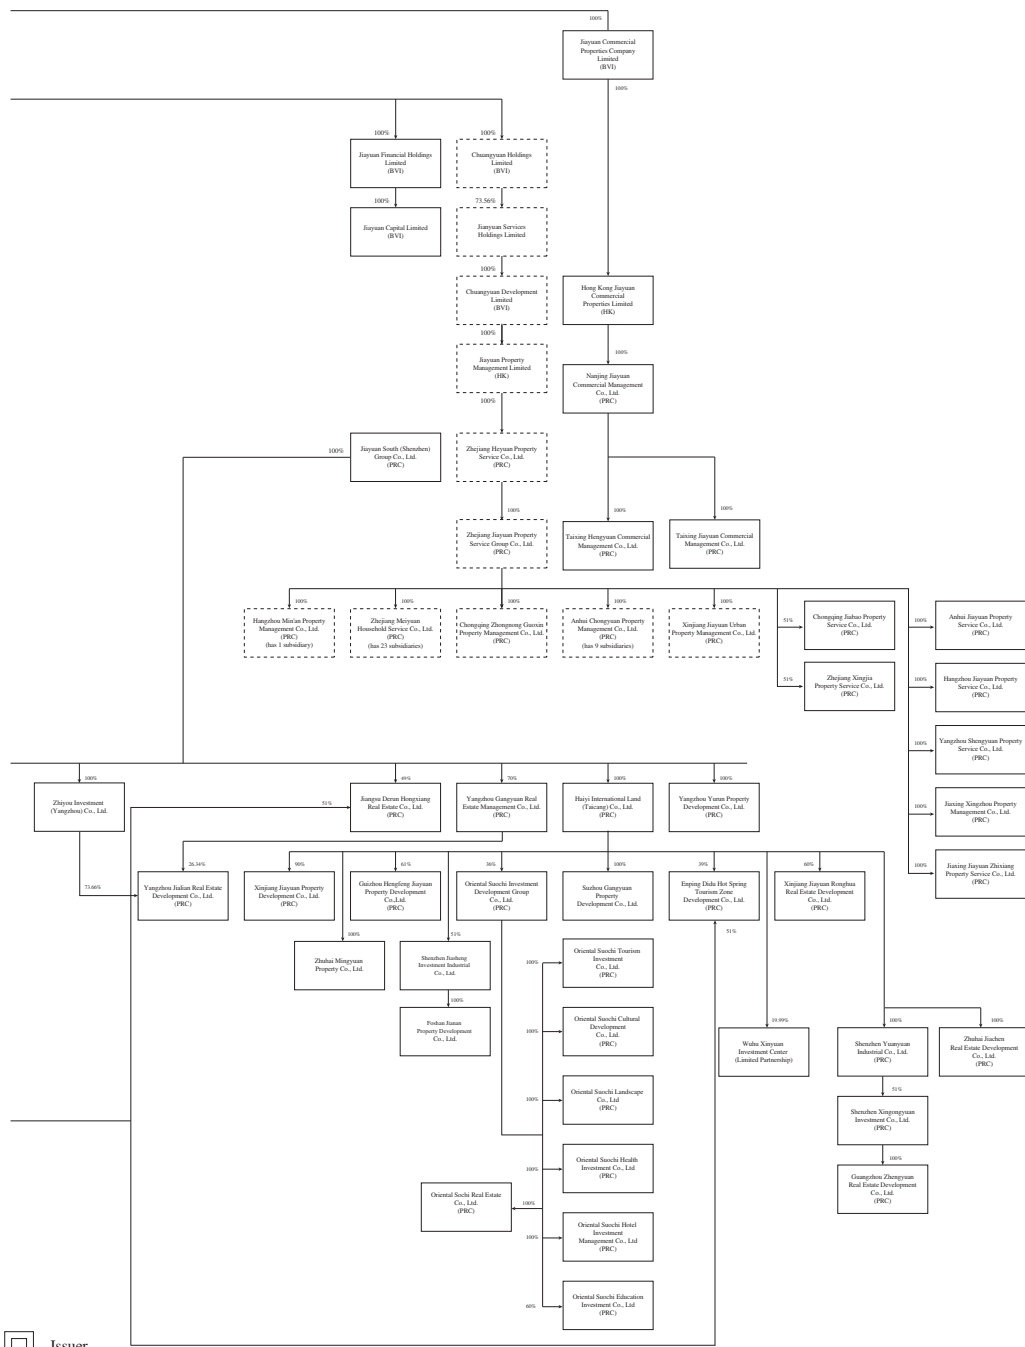 100%
Jiayuan Commercial
Properties Company
Limited
(BVI)
100%
100%
100%
Jiayuan Financial Holdings
Limited
(BVI)
Chuangyuan Holdings
Limited
(BVI)
100%
73.56%
Jiayuan Capital Limited
(BVI)
Jianyuan Services
Holdings Limited
100%
Chuangyuan Development
Limited
(BVI)
Hong Kong Jiayuan
Commercial
Properties Limited
(HK)
100%
100%
Jiayuan Property
Management Limited
(HK)
Nanjing Jiayuan
Commercial Management
Co., Ltd.
(PRC)
100%
100%
Jiayuan South (Shenzhen)
Group Co., Ltd.
(PRC)
Zhejiang Heyuan Property
Service Co., Ltd.
(PRC)
100%
100%
100%
Zhejiang Jiayuan Property
Service Group Co., Ltd.
(PRC)
Taixing Hengyuan Commercial
Management Co., Ltd.
(PRC)
Taixing Jiayuan Commercial
Management Co., Ltd.
(PRC)
100%
100%
100%
100%
100%
Hangzhou Min'an Property
Management Co., Ltd.
(PRC)
(has 1 subsidiary)
Zhejiang Meiyuan
Household Service Co., Ltd.
(PRC)
(has 23 subsidiaries)
Chongqing Zhongnong Guoxin
Property Management Co., Ltd.
(PRC)
Anhui Chongyuan Property
Management Co., Ltd.
(PRC)
(has 9 subsidiaries)
Xinjiang Jiayuan Urban
Property Management Co., Ltd.
(PRC)
51%
Chongqing Jiabao Property
Service Co., Ltd.
(PRC)
100%
Anhui Jiayuan Property
Service Co., Ltd.
(PRC)
51%
Zhejiang Xingjia
Property Service Co., Ltd.
(PRC)
100%
Hangzhou Jiayuan Property
Service Co., Ltd.
(PRC)
100%
Yangzhou Shengyuan Property
Service Co., Ltd.
(PRC)
100%
49%
70%
100%
100%
Zhiyou Investment
(Yangzhou) Co., Ltd.
51%
Jiangsu Derun Hongxiang
Real Estate Co., Ltd.
(PRC)
Yangzhou Gangyuan Real
Estate Management Co., Ltd.
(PRC)
Haiyi International Land
(Taicang) Co., Ltd.
(PRC)
Yangzhou Yurun Property
Development Co., Ltd.
(PRC)
100%
Jiaxing Xingzhou Property
Management Co., Ltd.
(PRC)
100%
Jiaxing Jiayuan Zhixiang
Property Service Co., Ltd.
(PRC)
26.34%
90%
61%
30%
100%
39%
60%
73.66%
Yangzhou Jialian Real Estate
Development Co., Ltd.
(PRC)
Xinjiang Jiayuan Property
Development Co., Ltd.
(PRC)
Guizhou Hengfeng Jiayuan
Property Development
Co.,Ltd.
(PRC)
Oriental Suochi Investment
Development Group
Co., Ltd.
(PRC)
Suzhou Gangyuan
Property
Development Co., Ltd.
Enping Didu Hot Spring
Tourism Zone
Development Co., Ltd.
(PRC)
Xinjiang Jiayuan Ronghua
Real Estate Development
Co., Ltd.
(PRC)
100%
51%
51%
Zhuhai Mingyuan
Property Co., Ltd.
Shenzhen Jiasheng
Investment Industrial
Co., Ltd.
100%
Oriental Suochi Tourism
Investment
Co., Ltd.
(PRC)
100%
Foshan Jiarun
Property Development
Co., Ltd.
100%
Oriental Suochi Cultural
Development
Co., Ltd.
(PRC)
19.99%
100%
100%
Wuhu Xinyuan
Investment Center
(Limited Partnership)
Shenzhen Yuanyuan
Industrial Co., Ltd.
(PRC)
Zhuhai Jiachen
Real Estate Development
Co., Ltd.
(PRC)
100%
Oriental Suochi Landscape
Co., Ltd
(PRC)
51%
Shenzhen Xingongyuan
Investment Co., Ltd.
(PRC)
100%
Oriental Suochi Health
Investment Co., Ltd
(PRC)
100%
Guangzhou Zhengyuan
Real Estate Development
Co., Ltd.
(PRC)
Oriental Sochi Real Estate
Co., Ltd.
(PRC)
100%
100%
Oriental Suochi Hotel
Investment
Management Co., Ltd
(PRC)
60%
Oriental Suochi Education
Investment Co., Ltd
(PRC)
Issuer